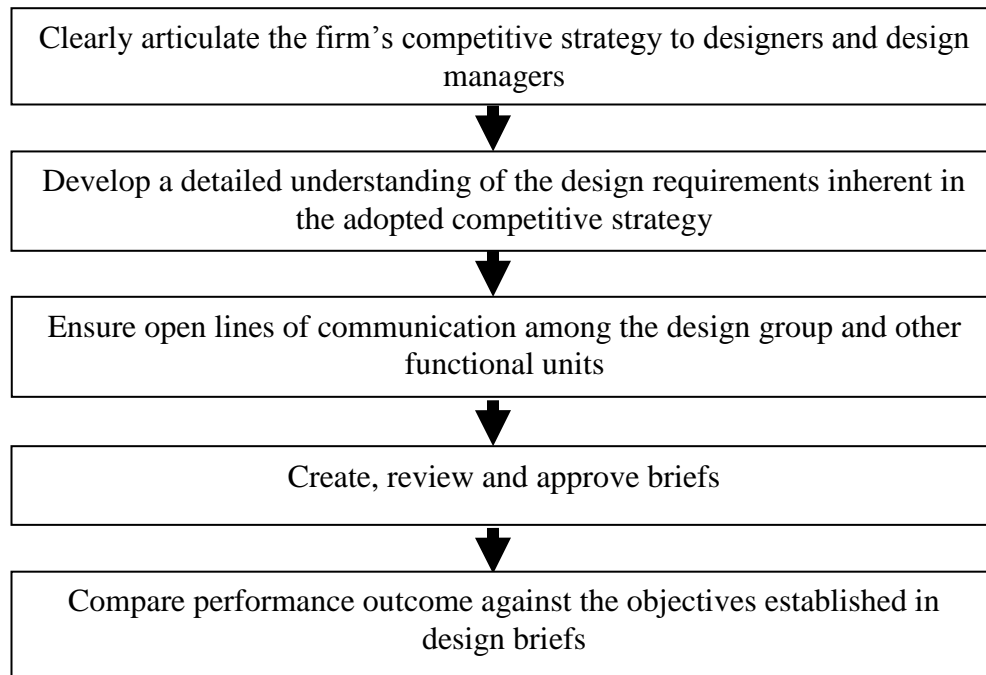 Clearly articulate the firm’s competitive strategy to designers and design
managers
Develop a detailed understanding of the design requirements inherent in
the adopted competitive strategy
Ensure open lines of communication among the design group and other
functional units
Create, review and approve briefs
Compare performance outcome against the objectives established in
design briefs